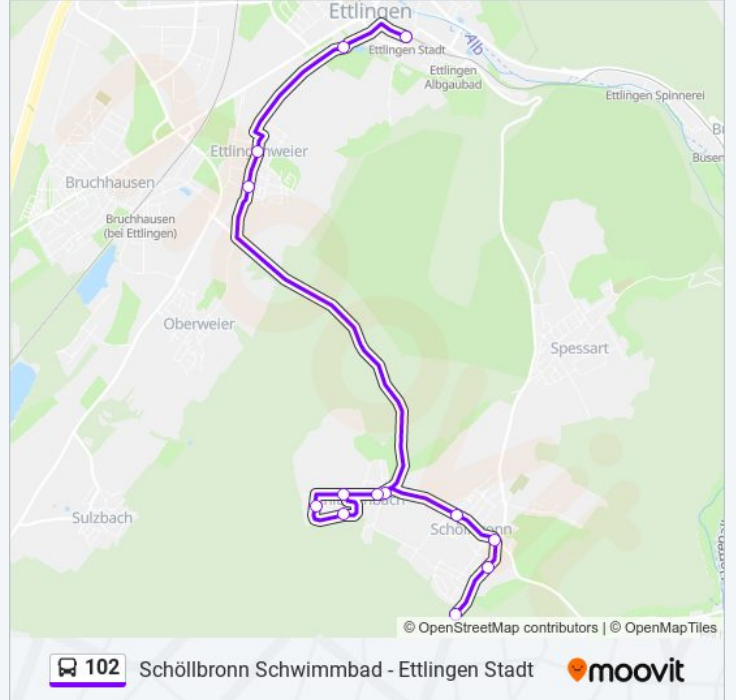 Ettlingen
Alb
Ettlingen Stadt
Ettlingen
Albgaubad
Ettlingen Spinnerei
Bruchhausen
Bruchhausen
(bei Ettlingen)
Oberweier
Spessart
Sulzbach
© OpenStreetMap contributors | © OpenMapTiles
102 Schöllbronn Schwimmbad - Ettlingen Stadt moovit